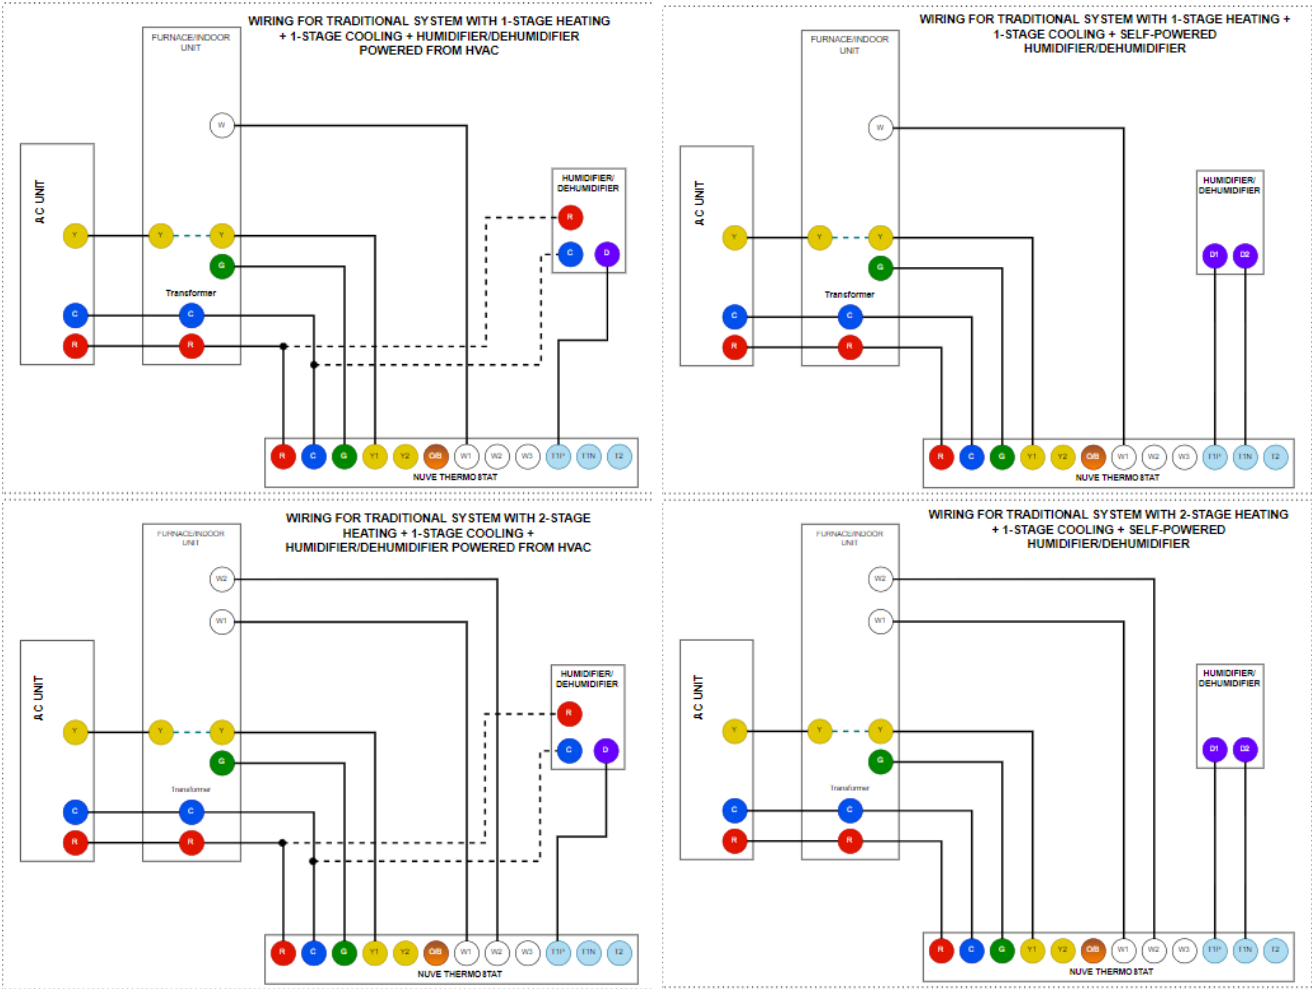 WIRING FOR TRADITIONAL SYSTEM WITH 1-STAGE HEATING
+ 1-STAGE COOLING + HUMIDIFIER/DEHUMIDIFIER
POWERED FROM HVAC
FURNACE/INDOOR
UNIT
W
AC UNIT
HUMIDIFIER/
DEHUMIDIFIER
R
Y Y Y
C D
G
Transformer
C C
R R
R C G Y1 Y2 O/B W1 W2 W3 T1P T1N T2
NUVE THERMOSTAT
WIRING FOR TRADITIONAL SYSTEM WITH 1-STAGE HEATING +
1-STAGE COOLING + SELF-POWERED
HUMIDIFIER/DEHUMIDIFIER
FURNACE/INDOOR
UNIT
W
AC UNIT
HUMIDIFIER/
DEHUMIDIFIER
Y Y Y
D1 D2
G
Transformer
C C
R R
R C G Y1 Y2 O/B W1 W2 W3 T1P T1N T2
NUVE THERMOSTAT
WIRING FOR TRADITIONAL SYSTEM WITH 2-STAGE
HEATING + 1-STAGE COOLING +
HUMIDIFIER/DEHUMIDIFIER POWERED FROM HVAC
FURNACE/INDOOR
UNIT
W2
W1
AC UNIT
HUMIDIFIER/
DEHUMIDIFIER
R
Y Y Y
C D
G
Transformer
C C
R R
R C G Y1 Y2 O/B W1 W2 W3 T1P T1N T2
NUVE THERMOSTAT
WIRING FOR TRADITIONAL SYSTEM WITH 2-STAGE HEATING
+ 1-STAGE COOLING + SELF-POWERED
HUMIDIFIER/DEHUMIDIFIER
FURNACE/INDOOR
UNIT
W2
W1
AC UNIT
HUMIDIFIER/
DEHUMIDIFIER
Y Y Y
D1 D2
G
Transformer
C C
R R
R C G Y1 Y2 O/B W1 W2 W3 T1P T1N T2
NUVE THERMOSTAT